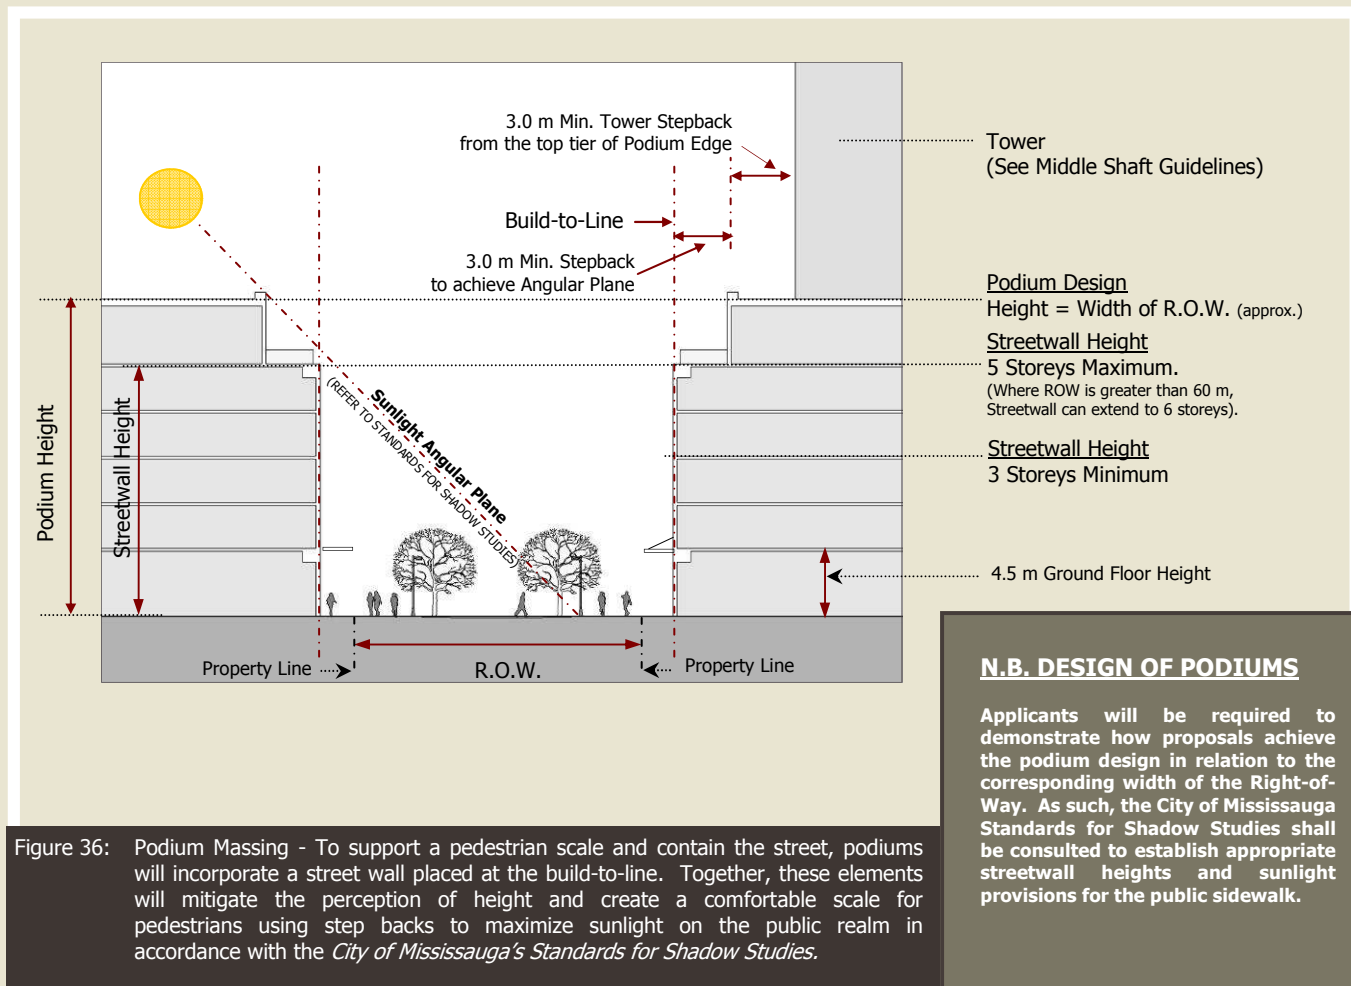 3.0 m Min. Tower Stepback
from the top tier of Podium Edge
Tower
(See Middle Shaft Guidelines)
Build-to-Line
3.0 m Min. Stepback
to achieve Angular Plane
Podium Design
Height = Width of R.O.W. (approx.)
Streetwall Height
5 Storeys Maximum.
(Where ROW is greater than 60 m,
Streetwall can extend to 6 storeys).
Streetwall Height
3 Storeys Minimum
Podium Height
Streetwall Height
Sunlight Angular Plane
(REFER TO STANDARDS FOR SHADOW STUDIES)
4.5 m Ground Floor Height
Property Line
R.O.W.
Property Line
N.B. DESIGN OF PODIUMS
Applicants will be required to
demonstrate how proposals achieve
the podium design in relation to the
corresponding width of the Right-of-
Way. As such, the City of Mississauga
Standards for Shadow Studies shall
be consulted to establish appropriate
streetwall heights and sunlight
provisions for the public sidewalk.
Figure 36: Podium Massing - To support a pedestrian scale and contain the street, podiums
will incorporate a street wall placed at the build-to-line. Together, these elements
will mitigate the perception of height and create a comfortable scale for
pedestrians using step backs to maximize sunlight on the public realm in
accordance with the City of Mississauga's Standards for Shadow Studies.